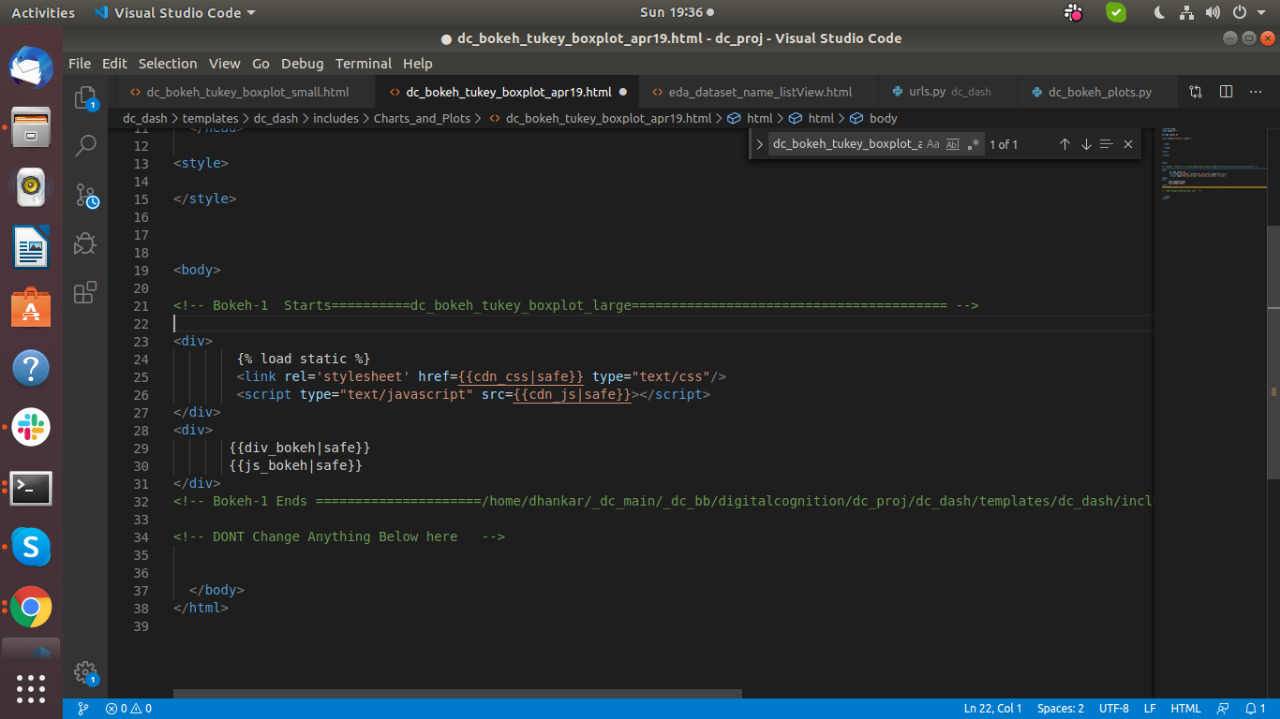 Activities Visual Studio Code Sun 19:36
dc_bokeh_tukey_boxplot_apr19.html - dc_proj - Visual Studio Code
File Edit Selection View Go Debug Terminal Help
dc_bokeh_tukey_boxplot_small.html dc_bokeh_tukey_boxplot_apr19.html eda_dataset_name_listView.html urls.py dc_dash dc_bokeh_plots.py
dc_dash > templates > dc_dash > includes > Charts_and_Plots > dc_bokeh_tukey_boxplot_apr19.html > html > html > body
dc_bokeh_tukey_boxplot_a Aa Abl .* 1 of 1
11 </head>
12
13 <style>
14
15 </style>
16
17
18
19 <body>
20
21 <!-- Bokeh-1  Starts==========dc_bokeh_tukey_boxplot_large======================================== -->
22
23 <div>
24 {% load static %}
25 <link rel='stylesheet' href={{cdn_css|safe}} type="text/css"/>
26 <script type="text/javascript" src={{cdn_js|safe}}></script>
27 </div>
28 <div>
29 {{div_bokeh|safe}}
30 {{js_bokeh|safe}}
31 </div>
32 <!-- Bokeh-1 Ends =====================/home/dhankar/_dc_main/_dc_bb/digitalcognition/dc_proj/dc_dash/templates/dc_dash/incl
33
34 <!-- DONT Change Anything Below here   -->
35
36
37 </body>
38 </html>
39
1
1
0 0 Ln 22, Col 1 Spaces: 2 UTF-8 LF HTML 1